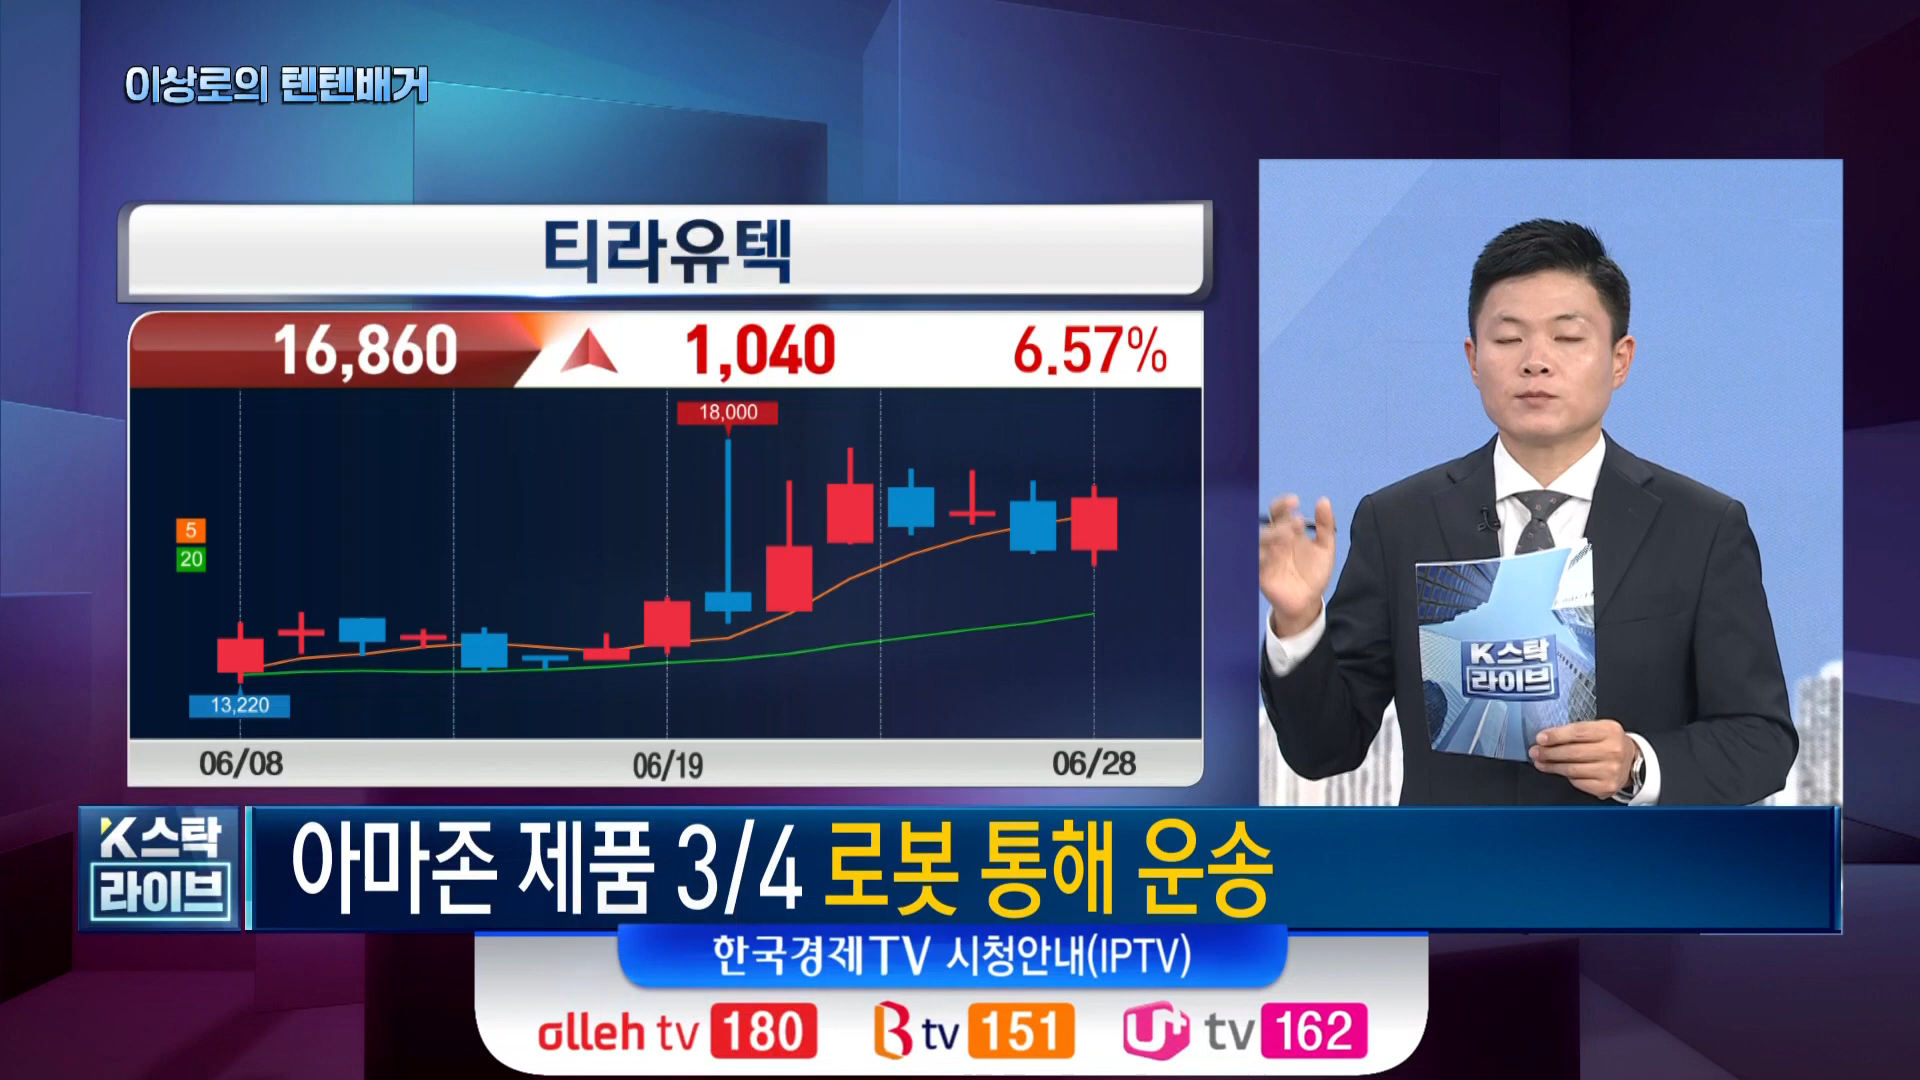 이상로의 텐텐배거
티라유텍
16,860 1,040 6.57%
18,000
5
20
13,220
06/08 06/19 06/28
K스탁
라이브
K스탁
라이브
아마존 제품 3/4 로봇 통해 운송
한국경제TV 시청안내(IPTV)
olleh tv 180 B tv 151 U+ tv 162